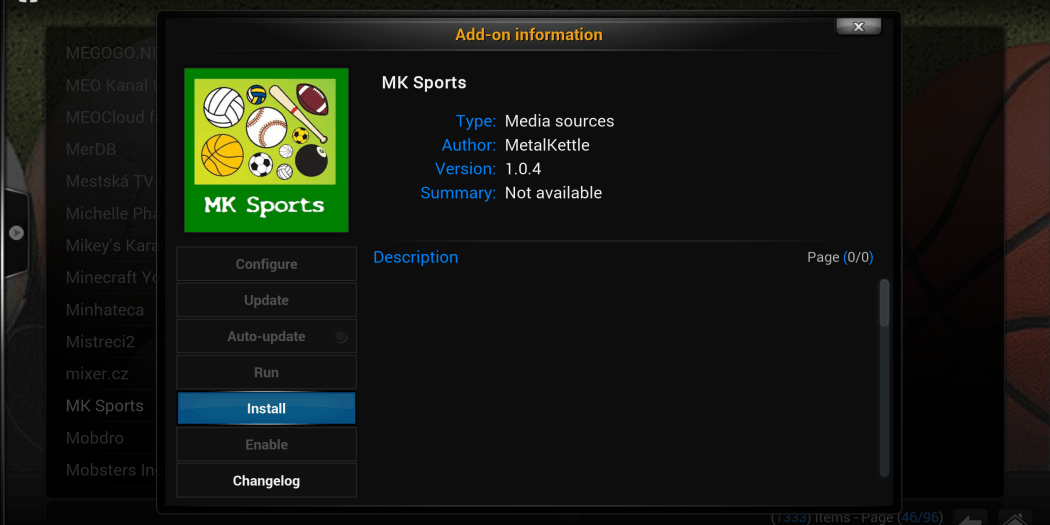 Add-on information
MK Sports
MK Sports
Type: Media sources
Author: MetalKettle
Version: 1.0.4
Summary: Not available
Description
Page (0/0)
Configure
Update
Auto-update
Run
Install
Enable
Changelog
MEGOGO.NE
MEO Kanal
MEOCloud f
MerDB
Mestská TV
Michelle Pha
Mikey's Kara
Minecraft Yo
Minhateca
Mistreci2
mixer.cz
MK Sports
Mobdro
Mobsters In
(1333) items - Page (46/96)